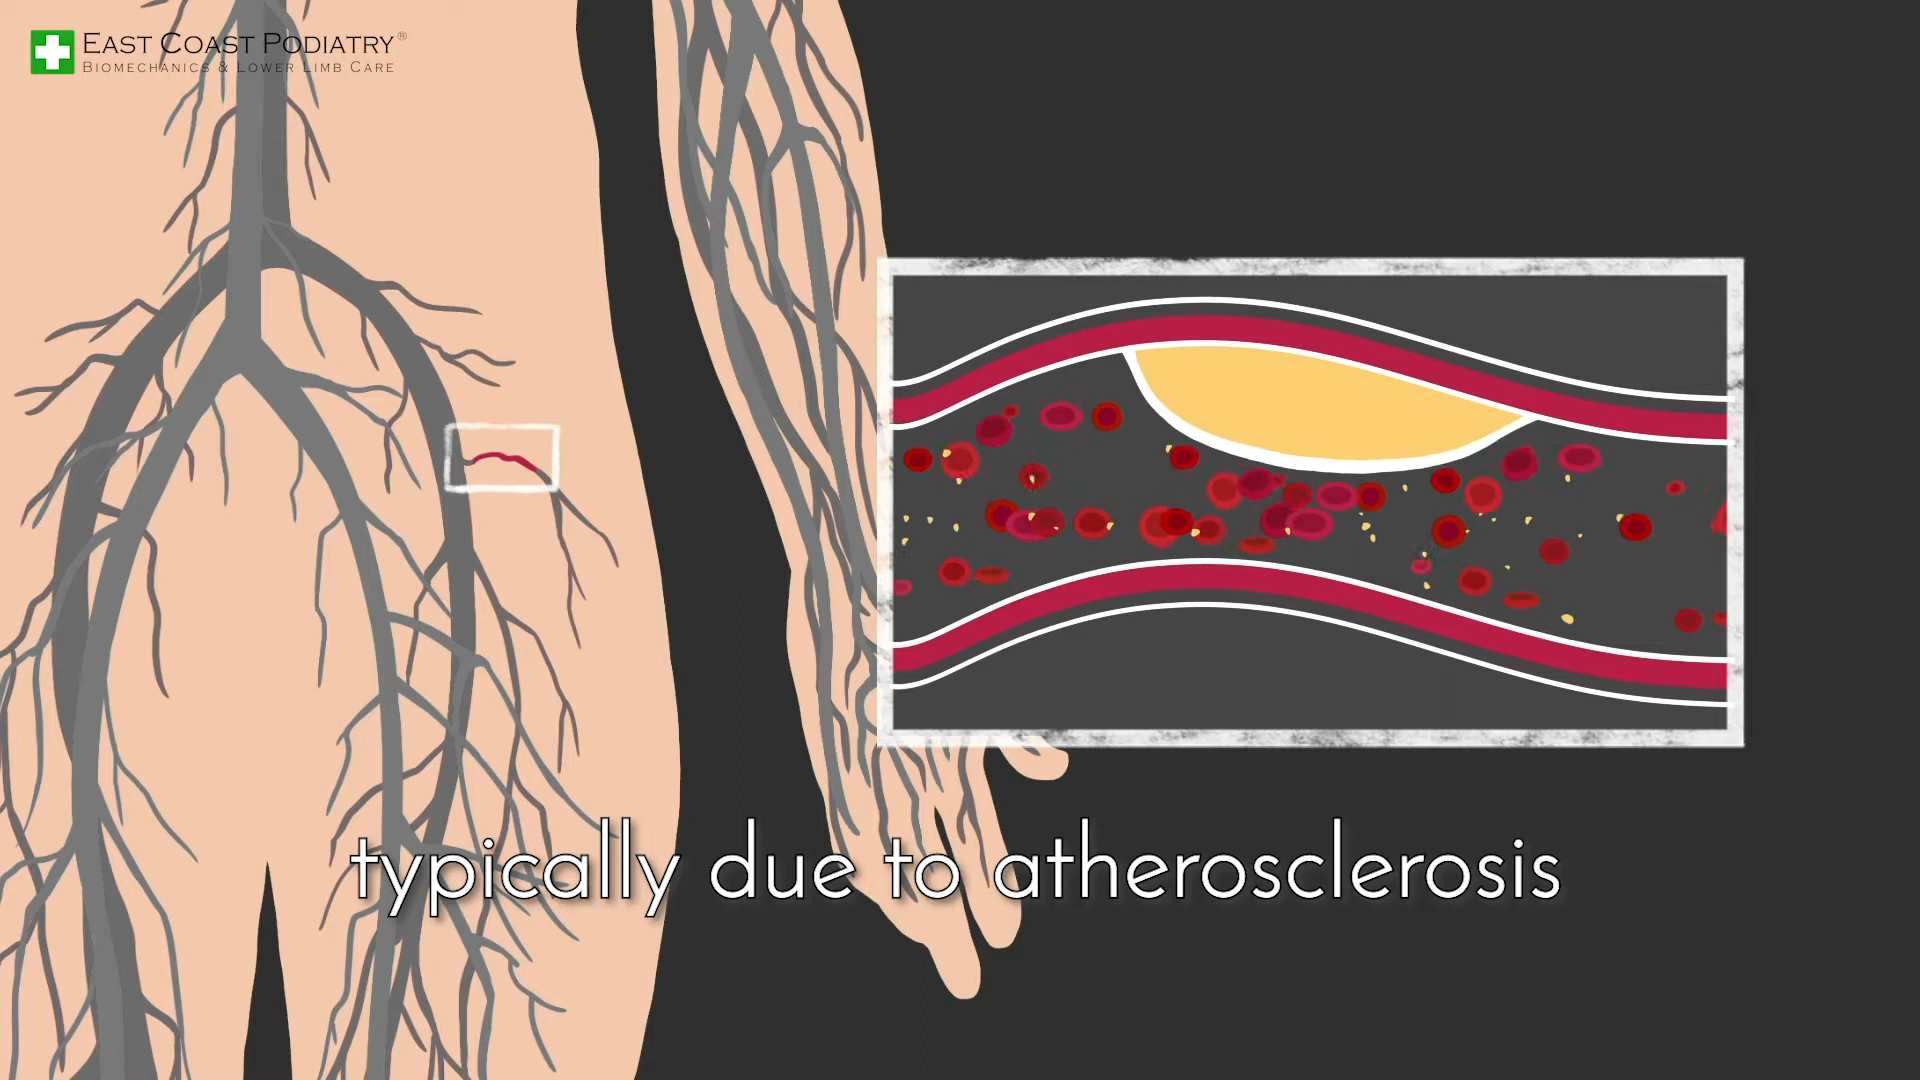 EAST COAST PODIATRY®
BIOMECHANICS & LOWER LIMB CARE
typically due to atherosclerosis